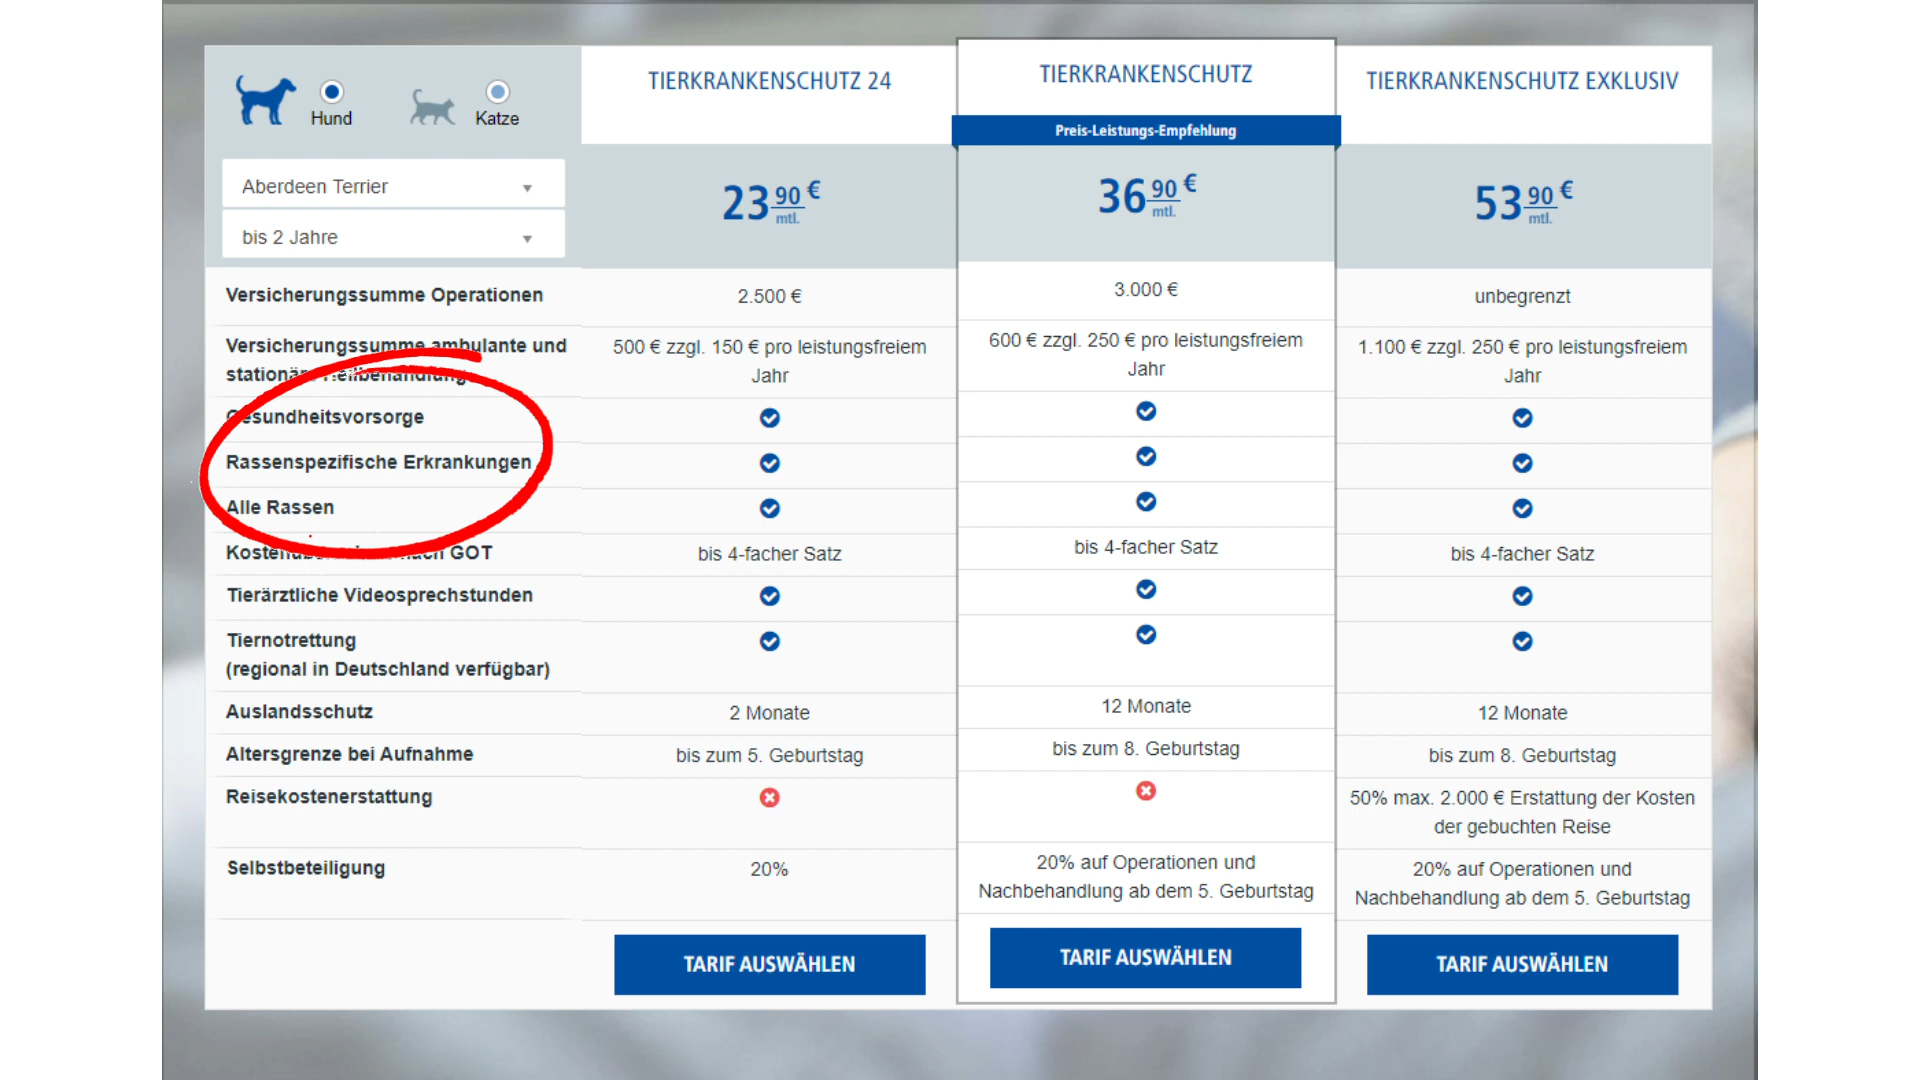 Hund
Katze
Aberdeen Terrier
bis 2 Jahre
TIERKRANKENSCHUTZ 24
TIERKRANKENSCHUTZ
TIERKRANKENSCHUTZ EXKLUSIV
Preis-Leistungs-Empfehlung
23 90 € mtl.
36 90 € mtl.
53 90 € mtl.
Versicherungssumme Operationen
2.500 €
3.000 €
unbegrenzt
Versicherungssumme ambulante und
stationäre Heilbehandlung
500 € zzgl. 150 € pro leistungsfreiem
Jahr
600 € zzgl. 250 € pro leistungsfreiem
Jahr
1.100 € zzgl. 250 € pro leistungsfreiem
Jahr
Gesundheitsvorsorge
Rassenspezifische Erkrankungen
Alle Rassen
nach GOT
bis 4-facher Satz
bis 4-facher Satz
bis 4-facher Satz
Tierärztliche Videosprechstunden
Tiernotrettung
(regional in Deutschland verfügbar)
Auslandsschutz
2 Monate
12 Monate
12 Monate
Altersgrenze bei Aufnahme
bis zum 5. Geburtstag
bis zum 8. Geburtstag
bis zum 8. Geburtstag
Reisekostenerstattung
50% max. 2.000 € Erstattung der Kosten
der gebuchten Reise
Selbstbeteiligung
20%
20% auf Operationen und
Nachbehandlung ab dem 5. Geburtstag
20% auf Operationen und
Nachbehandlung ab dem 5. Geburtstag
TARIF AUSWÄHLEN
TARIF AUSWÄHLEN
TARIF AUSWÄHLEN